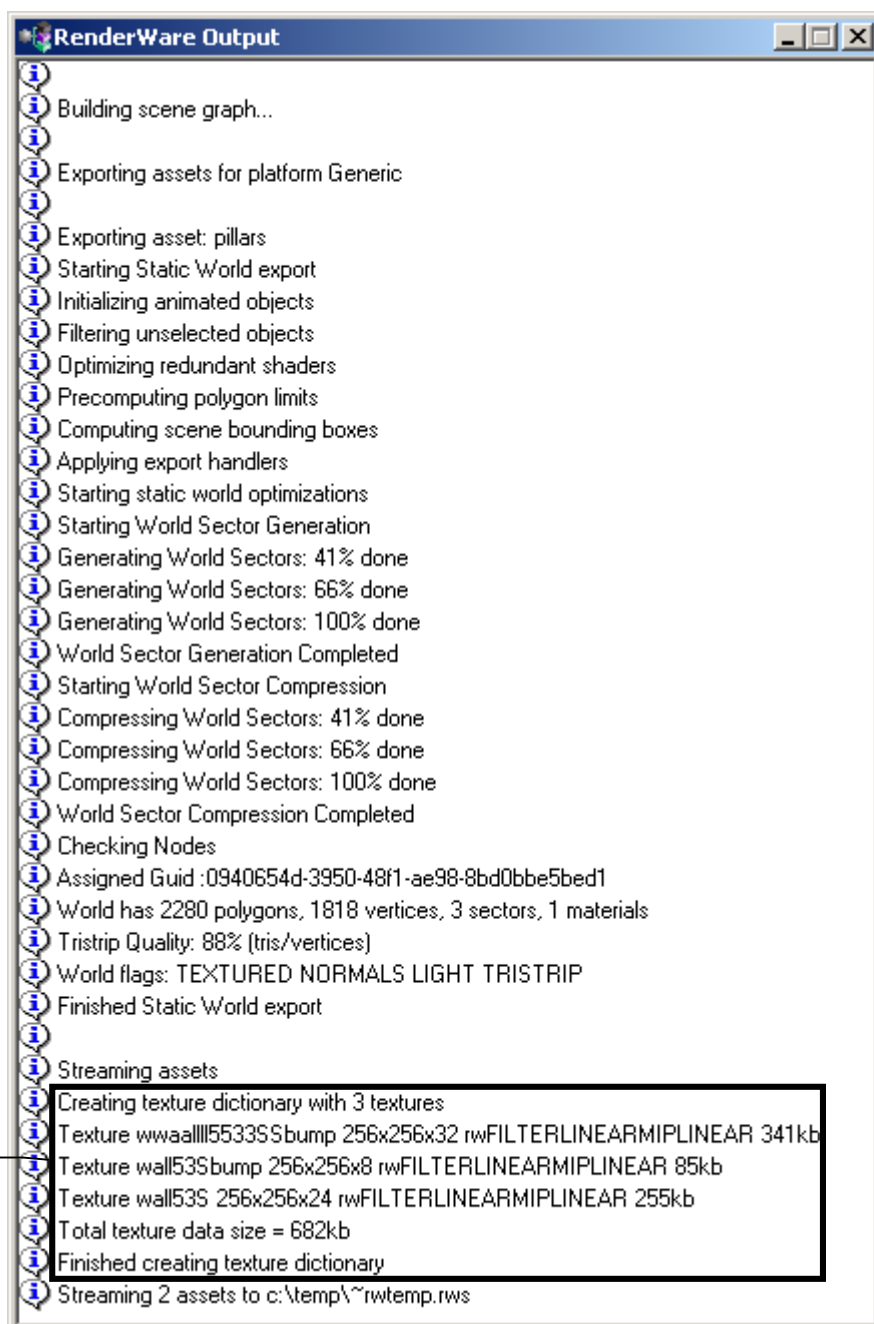 RenderWare Output
Building scene graph...
Exporting assets for platform Generic
Exporting asset: pillars
Starting Static World export
Initializing animated objects
Filtering unselected objects
Optimizing redundant shaders
Precomputing polygon limits
Computing scene bounding boxes
Applying export handlers
Starting static world optimizations
Starting World Sector Generation
Generating World Sectors: 41% done
Generating World Sectors: 66% done
Generating World Sectors: 100% done
World Sector Generation Completed
Starting World Sector Compression
Compressing World Sectors: 41% done
Compressing World Sectors: 66% done
Compressing World Sectors: 100% done
World Sector Compression Completed
Checking Nodes
Assigned Guid :0940654d-3950-48f1-ae98-8bd0bbe5bed1
World has 2280 polygons, 1818 vertices, 3 sectors, 1 materials
Tristrip Quality: 88% (tris/vertices)
World flags: TEXTURED NORMALS LIGHT TRISTRIP
Finished Static World export
Streaming assets
Creating texture dictionary with 3 textures
Texture wwaallll5533SSbump 256x256x32 rwFILTERLINEARMIPLINEAR 341kb
Texture wall53Sbump 256x256x8 rwFILTERLINEARMIPLINEAR 85kb
Texture wall53S 256x256x24 rwFILTERLINEARMIPLINEAR 255kb
Total texture data size = 682kb
Finished creating texture dictionary
Streaming 2 assets to c:\temp\~rwtemp.rws